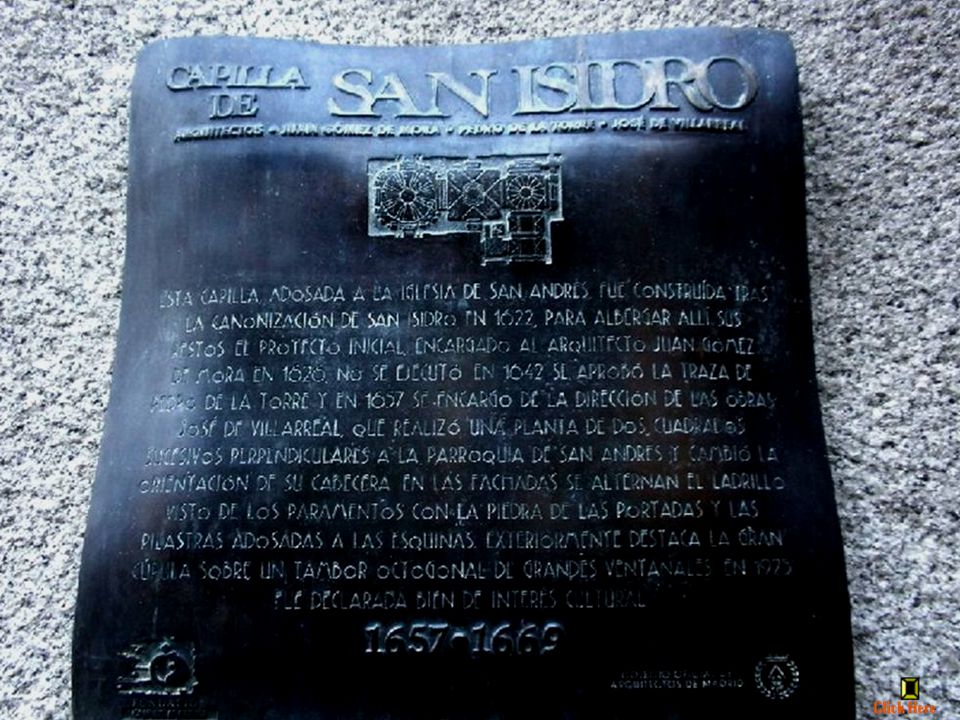 CAPILLA
DE SAN ISIDRO
ARQUITECTOS • JUAN GÓMEZ DE MORA • PEDRO DE LA TORRE • JOSÉ DE VILLARREAL
ESTA CAPILLA, ADOSADA A LA IGLESIA DE SAN ANDRÉS, FUE CONSTRUÍDA TRAS
LA CANONIZACIÓN DE SAN ISIDRO EN 1622, PARA ALBERGAR ALLÍ SUS
RESTOS EL PROYECTO INICIAL, ENCARGADO AL ARQUITECTO JUAN GÓMEZ
DE MORA EN 1626, NO SE EJECUTÓ EN 1642 SE APROBÓ LA TRAZA DE
PEDRO DE LA TORRE Y EN 1657 SE ENCARGO DE LA DIRECCIÓN DE LAS OBRAS
JOSÉ DE VILLARREAL, QUE REALIZÓ UNA PLANTA DE DOS CUADRADOS
SUCESIVOS PERPENDICULARES A LA PARROQUIA DE SAN ANDRÉS Y CAMBIÓ LA
ORIENTACIÓN DE SU CABECERA. EN LAS FACHADAS SE ALTERNAN EL LADRILLO
VISTO DE LOS PARAMENTOS CON LA PIEDRA DE LAS PORTADAS Y LAS
PILASTRAS ADOSADAS A LAS ESQUINAS. EXTERIORMENTE DESTACA LA GRAN
CÚPULA SOBRE UN TAMBOR OCTOGONAL DE GRANDES VENTANALES. EN 1925
FUE DECLARADA BIEN DE INTERÉS CULTURAL
1657•1669
FUNDACIÓN
ARQUITECTOS DE MADRID
Click Here